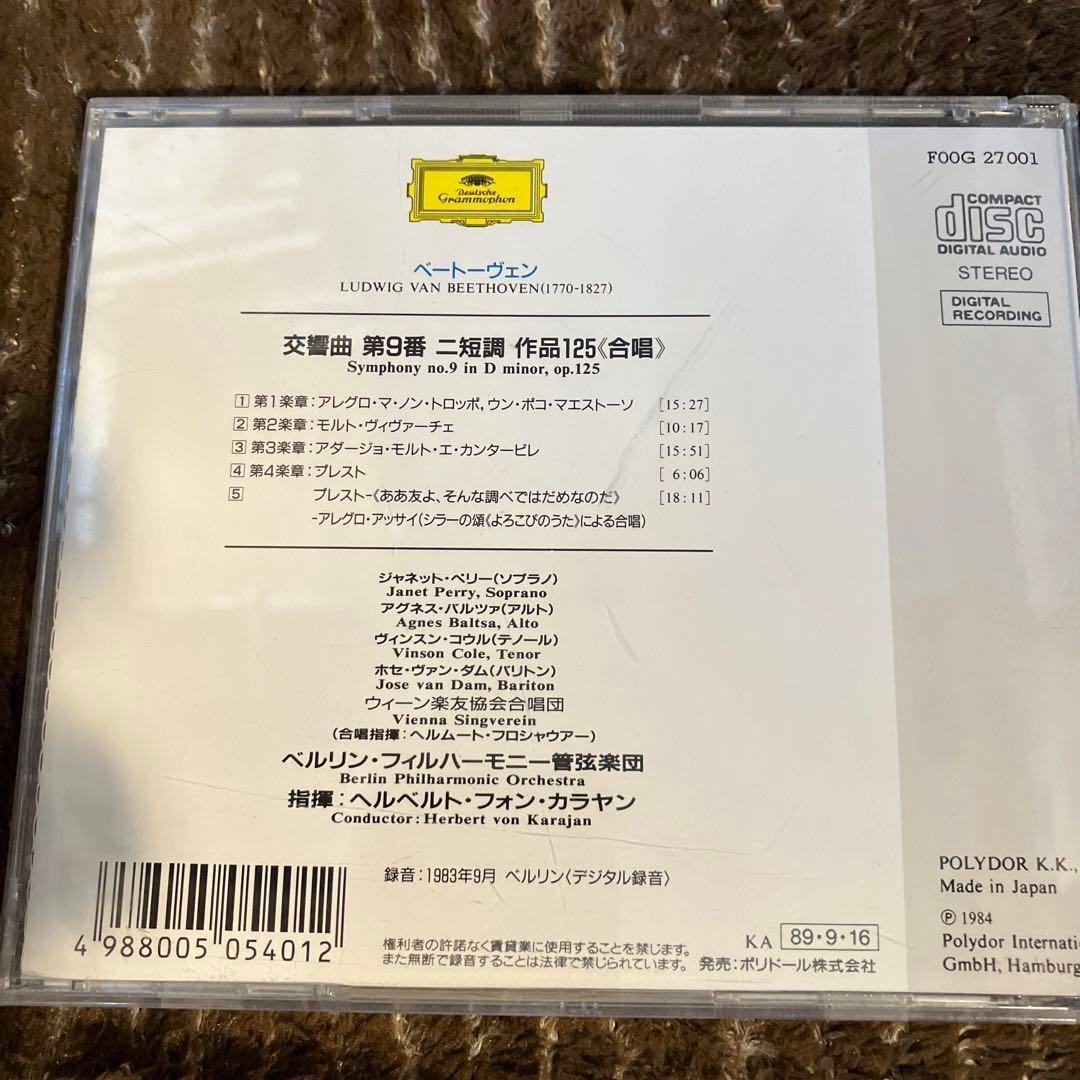 Deutsche
Grammophon
ベートーヴェン
LUDWIG VAN BEETHOVEN(1770-1827)
交響曲 第9番 ニ短調 作品125《合唱》
Symphony no.9 in D minor, op.125
1 第1楽章:アレグロ・マ・ノン・トロッポ,ウン・ポコ・マエストーソ [15:27]
2 第2楽章:モルト・ヴィヴァーチェ [10:17]
3 第3楽章:アダージョ・モルト・エ・カンタービレ [15:51]
4 第4楽章:プレスト [ 6:06]
5 プレスト-《ああ友よ、そんな調べではだめなのだ》 [18:11]
-アレグロ・アッサイ(シラーの頌《よろこびのうた》による合唱)
ジャネット・ペリー(ソプラノ)
Janet Perry, Soprano
アグネス・バルツァ(アルト)
Agnes Baltsa, Alto
ヴィンスン・コウル(テノール)
Vinson Cole, Tenor
ホセ・ヴァン・ダム(バリトン)
Jose van Dam, Bariton
ウィーン楽友協会合唱団
Vienna Singverein
(合唱指揮:ヘルムート・フロシャウアー)
ベルリン・フィルハーモニー管弦楽団
Berlin Philharmonic Orchestra
指揮:ヘルベルト・フォン・カラヤン
Conductor:Herbert von Karajan
録音:1983年9月 ベルリン〈デジタル録音〉
4 988005 054012
権利者の許諾なく賃貸業に使用することを禁じます。
また無断で録音することは法律で禁じられています。 発売:ポリドール株式会社
KA 89・9・16
F00G 27001
COMPACT
disc
DIGITAL AUDIO
STEREO
DIGITAL
RECORDING
POLYDOR K.K.,
Made in Japan
Ⓟ 1984
Polydor Internati
GmbH, Hamburg